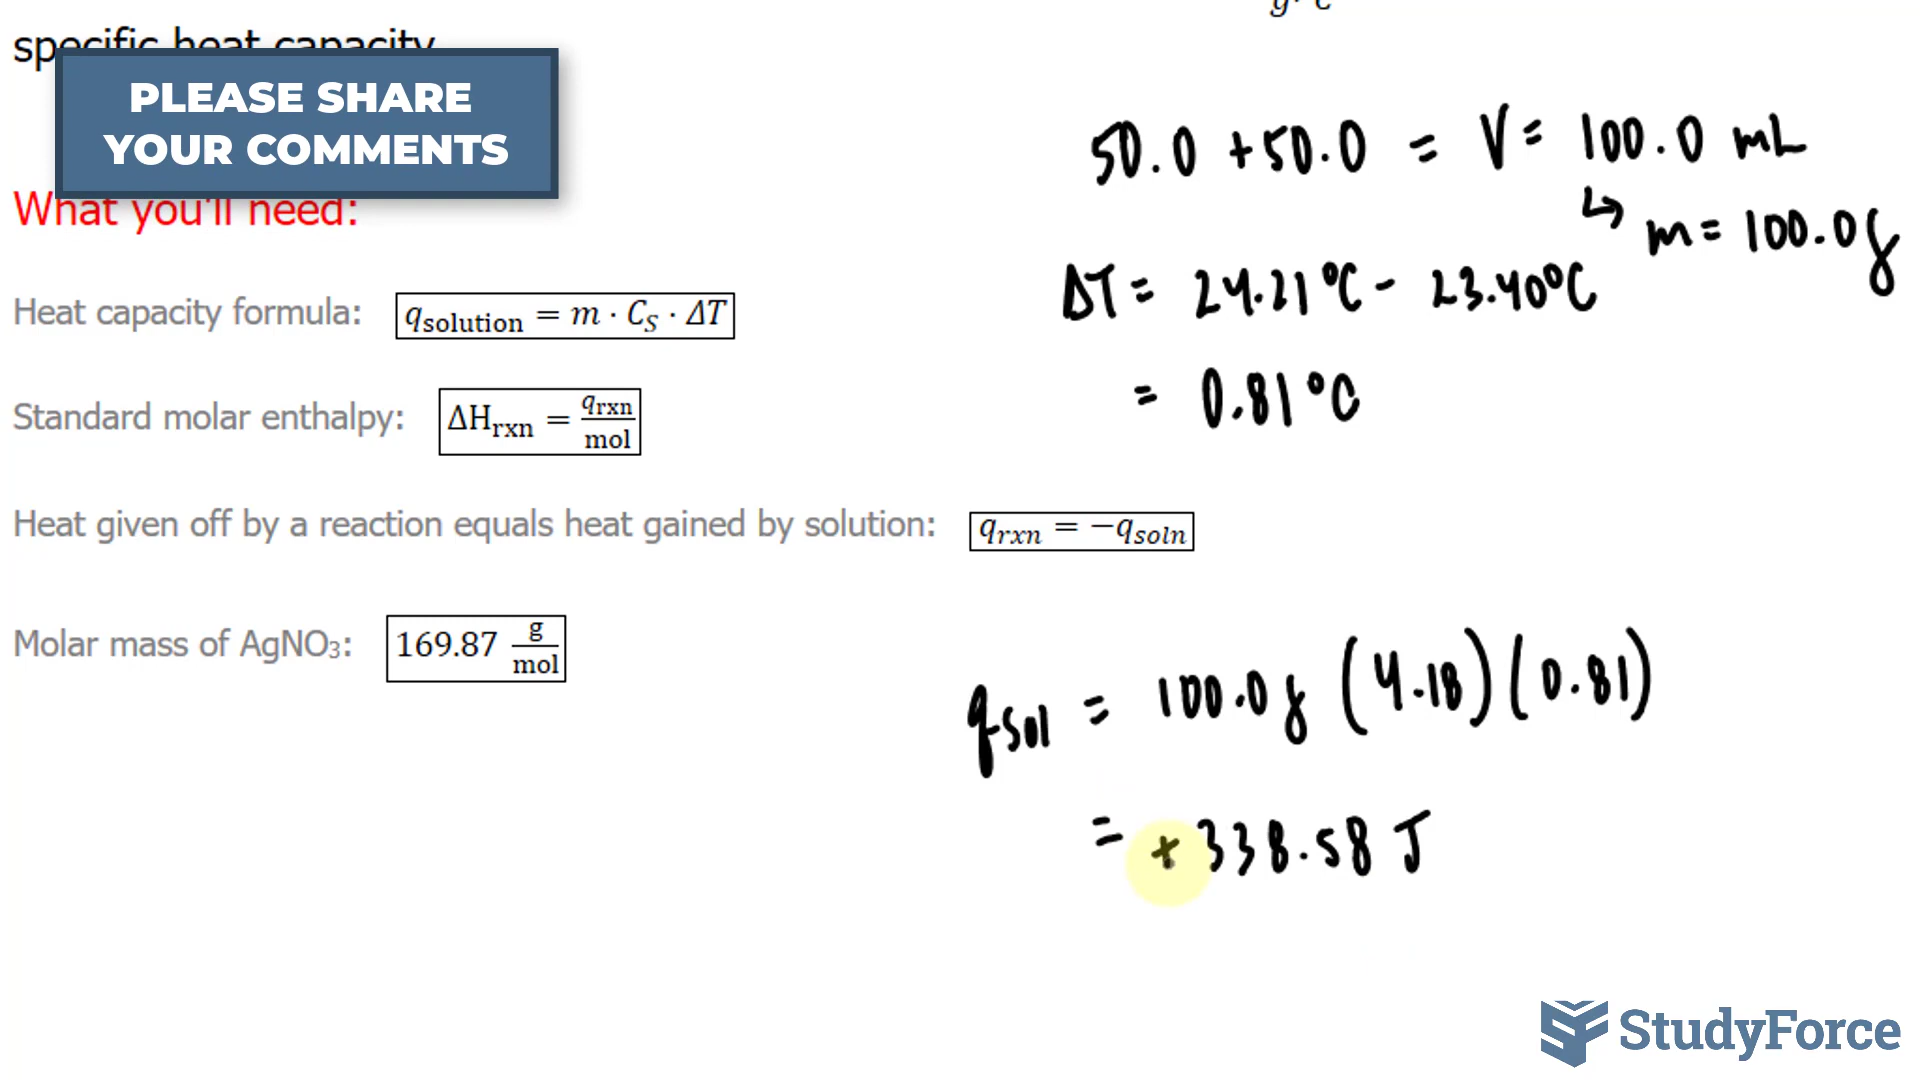 g·°C
specific heat capacity
PLEASE SHARE
YOUR COMMENTS
What you'll need:
50.0 + 50.0 = V = 100.0 mL
↳ m = 100.0 g
ΔT = 24.21°C - 23.40°C
= 0.81°C
Heat capacity formula: q_solution = m · C_S · ΔT
Standard molar enthalpy: ΔH_rxn = q_rxn / mol
Heat given off by a reaction equals heat gained by solution: q_rxn = −q_soln
Molar mass of AgNO₃: 169.87 g/mol
q_sol = 100.0 g (4.18)(0.81)
= +338.58 J
StudyForce